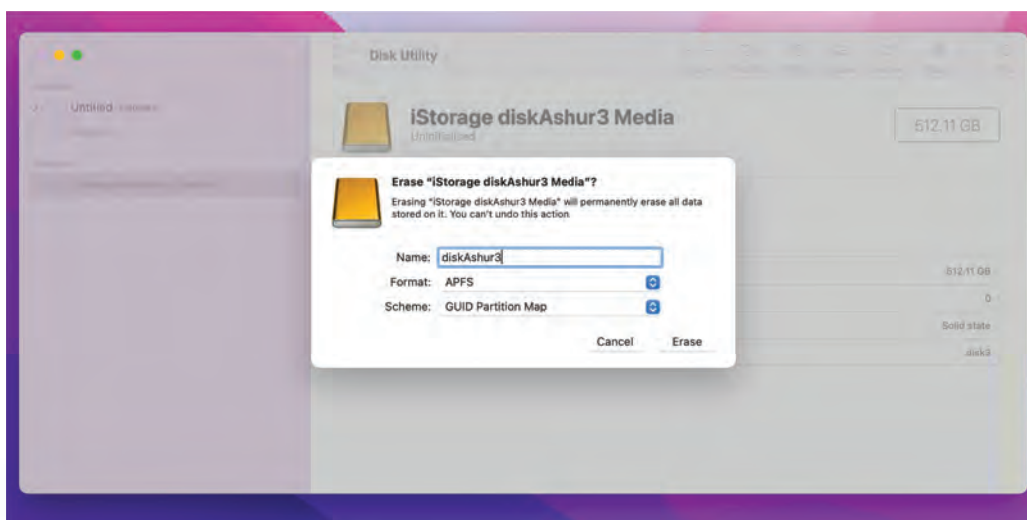 Disk Utility
Untitled
iStorage diskAshur3 Media
Uninitialized
512.11 GB
Erase "iStorage diskAshur3 Media"?
Erasing "iStorage diskAshur3 Media" will permanently erase all data
stored on it. You can't undo this action
Name: diskAshur3
Format: APFS
Scheme: GUID Partition Map
Cancel Erase
512.11 GB
0
Solid state
disk3